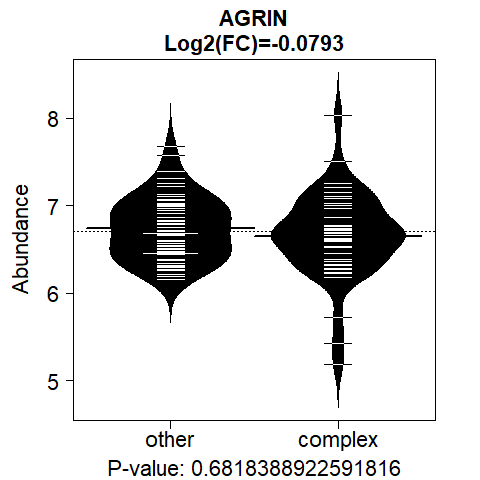 AGRIN
Log2(FC)=-0.0793
Abundance
8
7
6
5
other complex
P-value: 0.6818388922591816